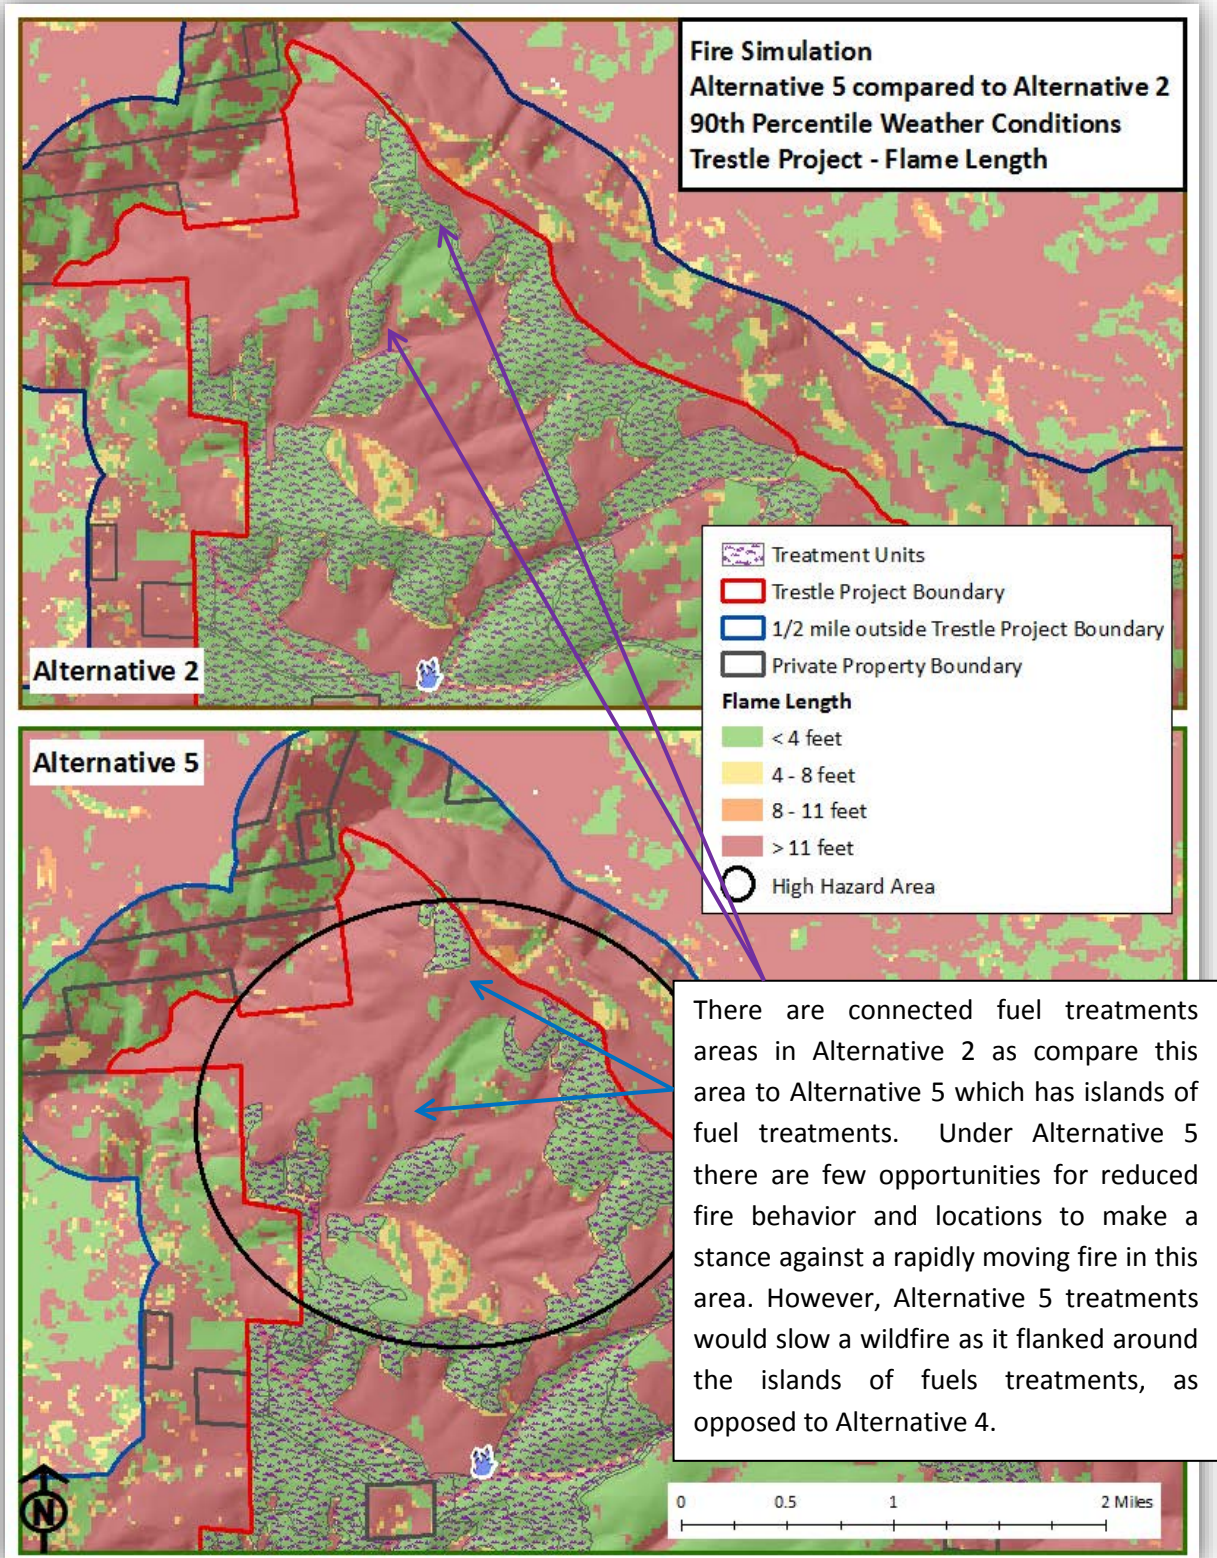 Fire Simulation
Alternative 5 compared to Alternative 2
90th Percentile Weather Conditions
Trestle Project - Flame Length
Treatment Units
Trestle Project Boundary
1/2 mile outside Trestle Project Boundary
Private Property Boundary
Flame Length
< 4 feet
4 - 8 feet
8 - 11 feet
> 11 feet
High Hazard Area
Alternative 2
Alternative 5
There are connected fuel treatments
areas in Alternative 2 as compare this
area to Alternative 5 which has islands of
fuel treatments. Under Alternative 5
there are few opportunities for reduced
fire behavior and locations to make a
stance against a rapidly moving fire in this
area. However, Alternative 5 treatments
would slow a wildfire as it flanked around
the islands of fuels treatments, as
opposed to Alternative 4.
N
0 0.5 1 2 Miles